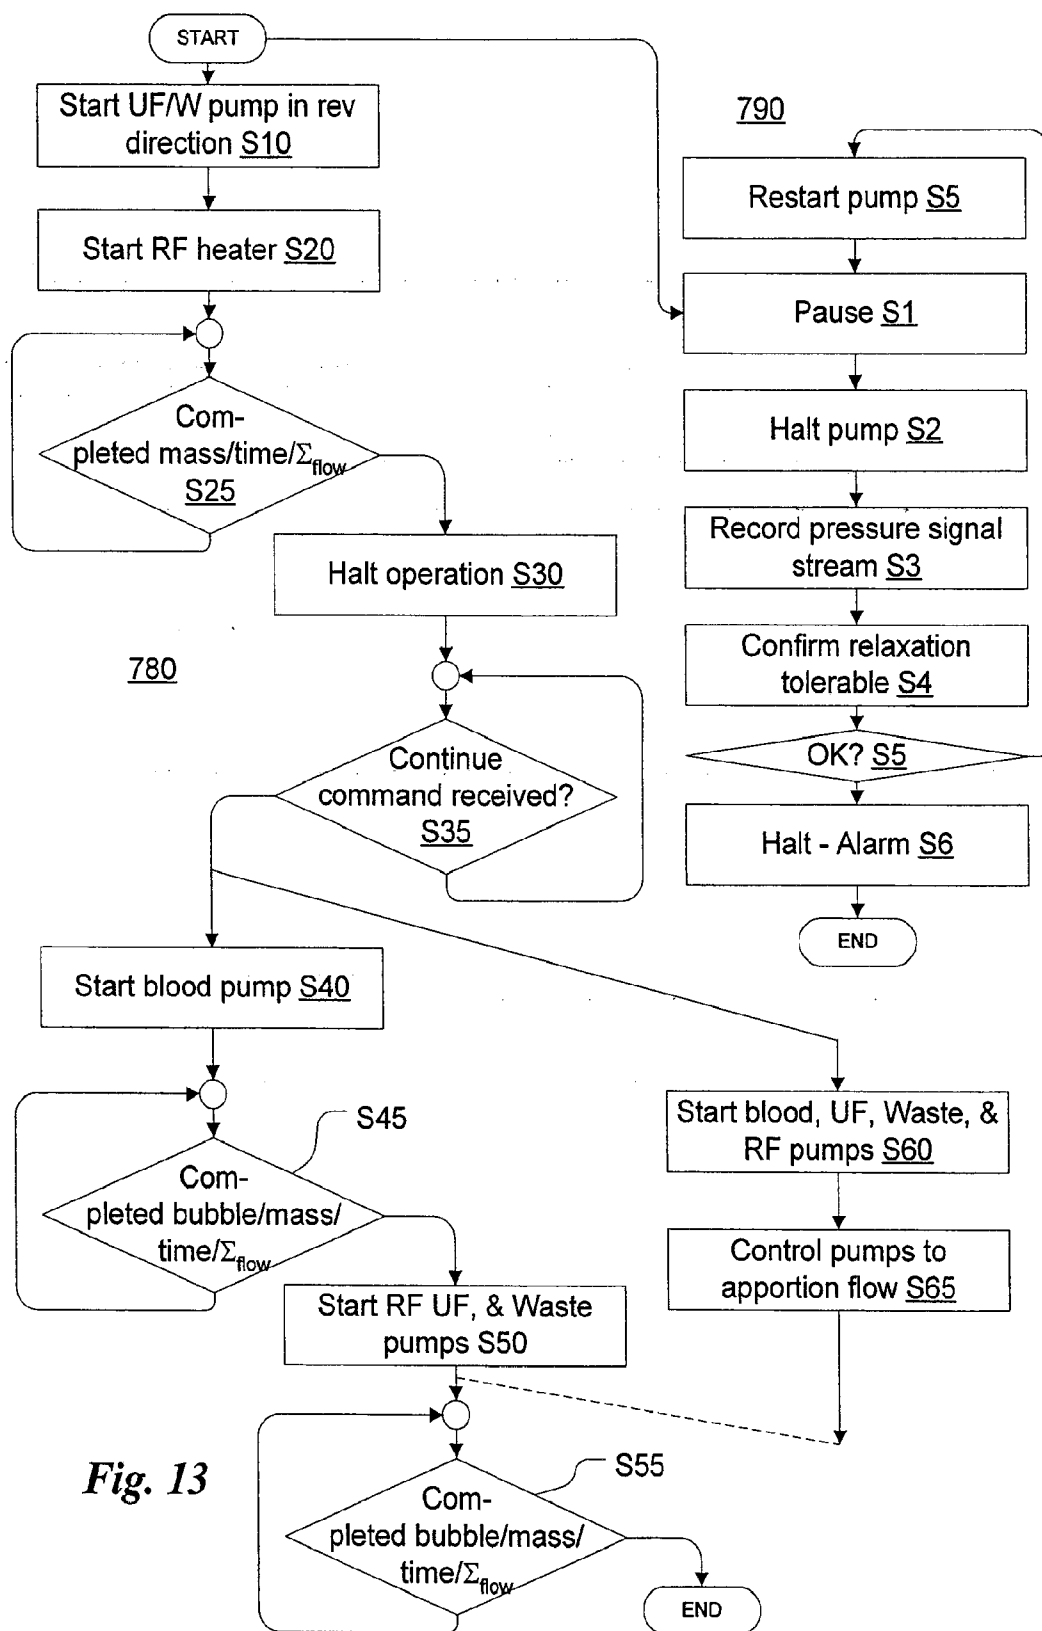 START
Start UF/W pump in rev
direction S10
Start RF heater S20
Com-
pleted mass/time/Σflow
S25
Halt operation S30
780
Continue
command received?
S35
Start blood pump S40
S45
Com-
pleted bubble/mass/
time/Σflow
Start RF UF, & Waste
pumps S50
S55
Com-
pleted bubble/mass/
time/Σflow
END
Start blood, UF, Waste, &
RF pumps S60
Control pumps to
apportion flow S65
790
Restart pump S5
Pause S1
Halt pump S2
Record pressure signal
stream S3
Confirm relaxation
tolerable S4
OK? S5
Halt - Alarm S6
END
Fig. 13